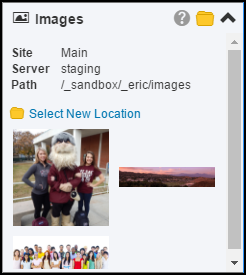 Images
Site Main
Server staging
Path /_sandbox/_eric/images
Select New Location